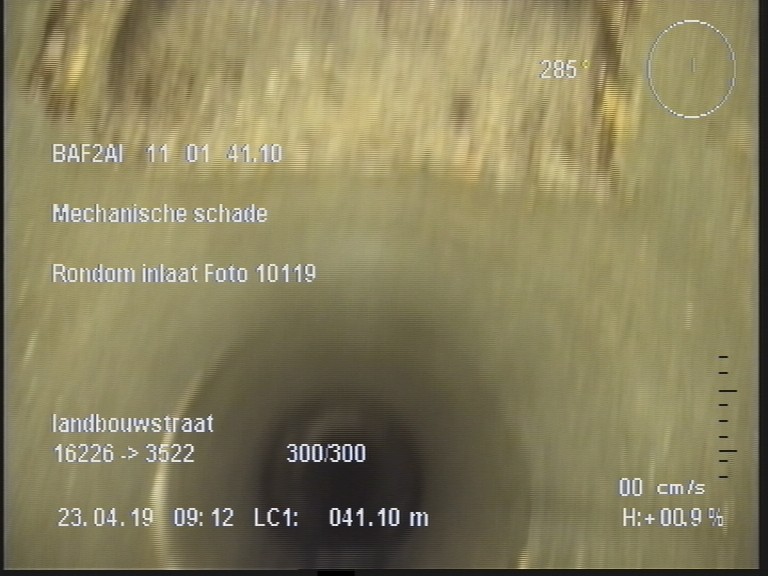 285°
BAF2AI 11 01 41.10
Mechanische schade
Rondom inlaat Foto 10119
landbouwstraat
16226 -> 3522 300/300
00 cm/s
23.04.19 09:12 LC1: 041.10 m H:+00.9 %